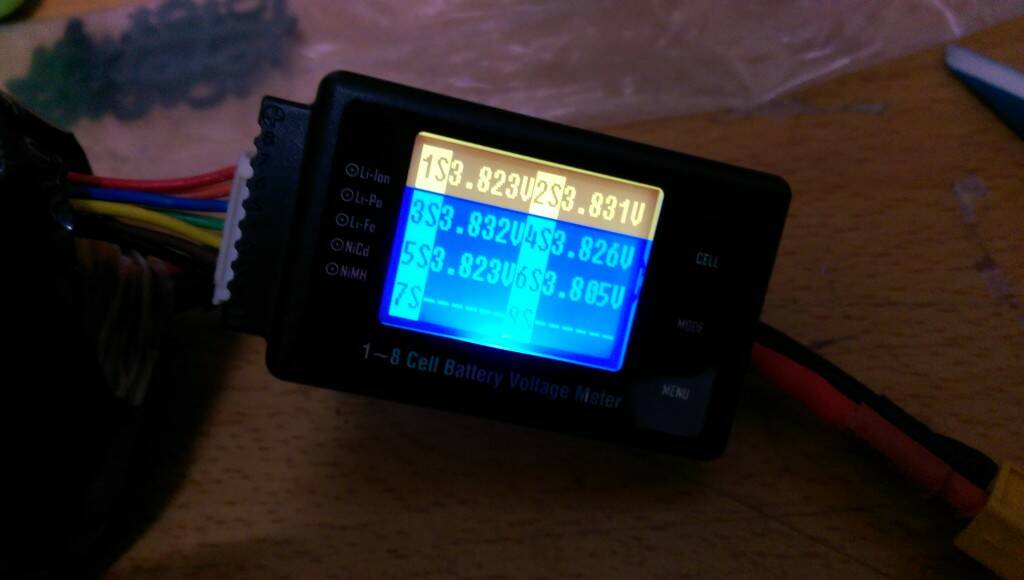 Li-Ion
Li-Po
Li-Fe
NiCd
NiMH
1S3.823V2S3.831V
3S3.832V4S3.826V
5S3.823V6S3.805V
7S----- 8S-----
CELL
MODE
MENU
1~8 Cell Battery Voltage Meter